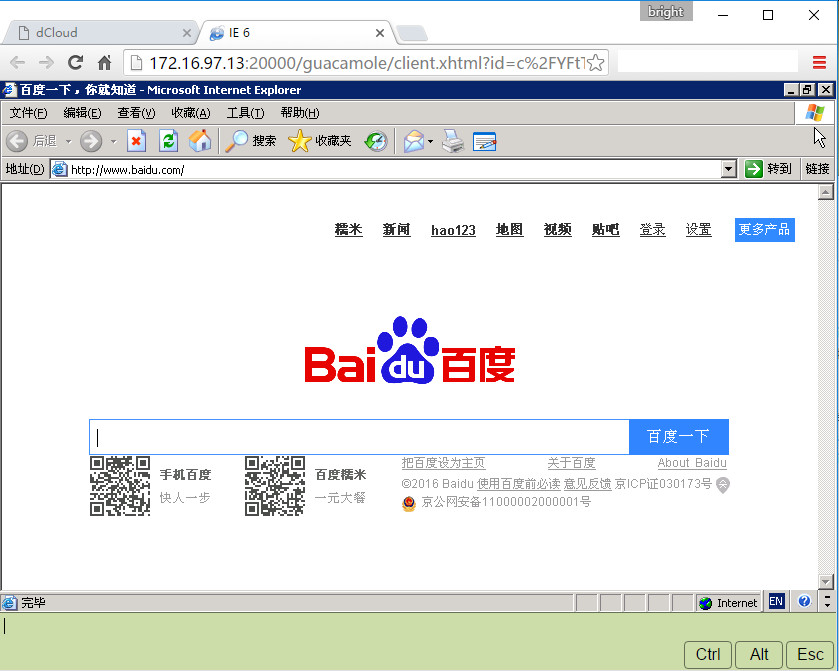 bright
dCloud
IE 6
172.16.97.13:20000/guacamole/client.xhtml?id=c%2FYFtT
百度一下，你就知道 - Microsoft Internet Explorer
文件(F) 编辑(E) 查看(V) 收藏(A) 工具(T) 帮助(H)
后退 搜索 收藏夹
地址(D) http://www.baidu.com/ 转到 链接
糯米 新闻 hao123 地图 视频 贴吧 登录 设置 更多产品
Bai du 百度
百度一下
手机百度
快人一步
百度糯米
一元大餐
把百度设为主页 关于百度 About Baidu
©2016 Baidu 使用百度前必读 意见反馈 京ICP证030173号
京公网安备11000002000001号
完毕 Internet EN
Ctrl Alt Esc